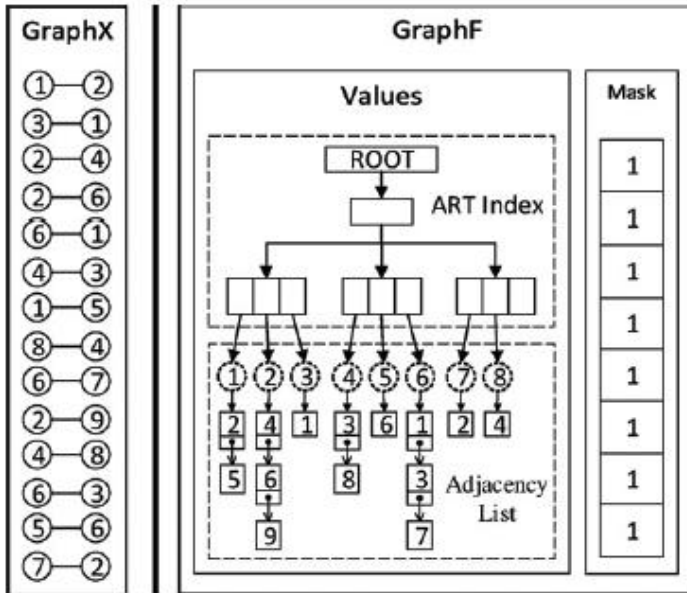 GraphX
1 2
3 1
2 4
2 6
6 1
4 3
1 5
8 4
6 7
2 9
4 8
6 3
5 6
7 2
GraphF
Values
ROOT
ART Index
1 2 3 4 5 6 7 8
2 4 1 3 6 1 2 4
5 6 8 3
9 7
Adjacency
List
Mask
1
1
1
1
1
1
1
1